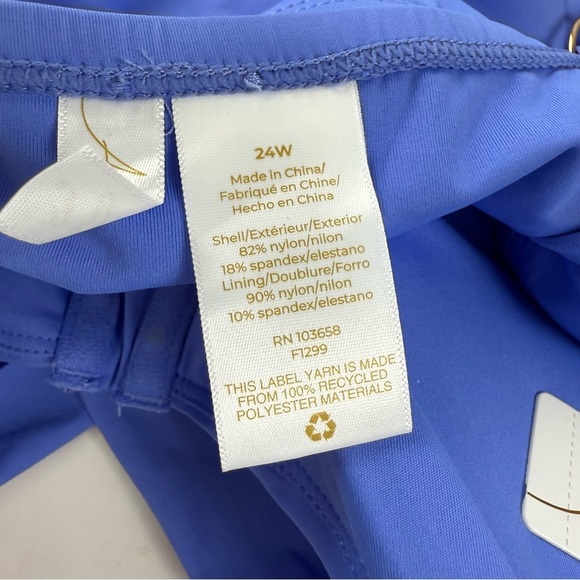 24W
Made in China/
Fabriqué en Chine/
Hecho en China
Shell/Extérieur/Exterior
82% nylon/nilon
18% spandex/elestano
Lining/Doublure/Forro
90% nylon/nilon
10% spandex/elestano
RN 103658
F1299
THIS LABEL YARN IS MADE
FROM 100% RECYCLED
POLYESTER MATERIALS